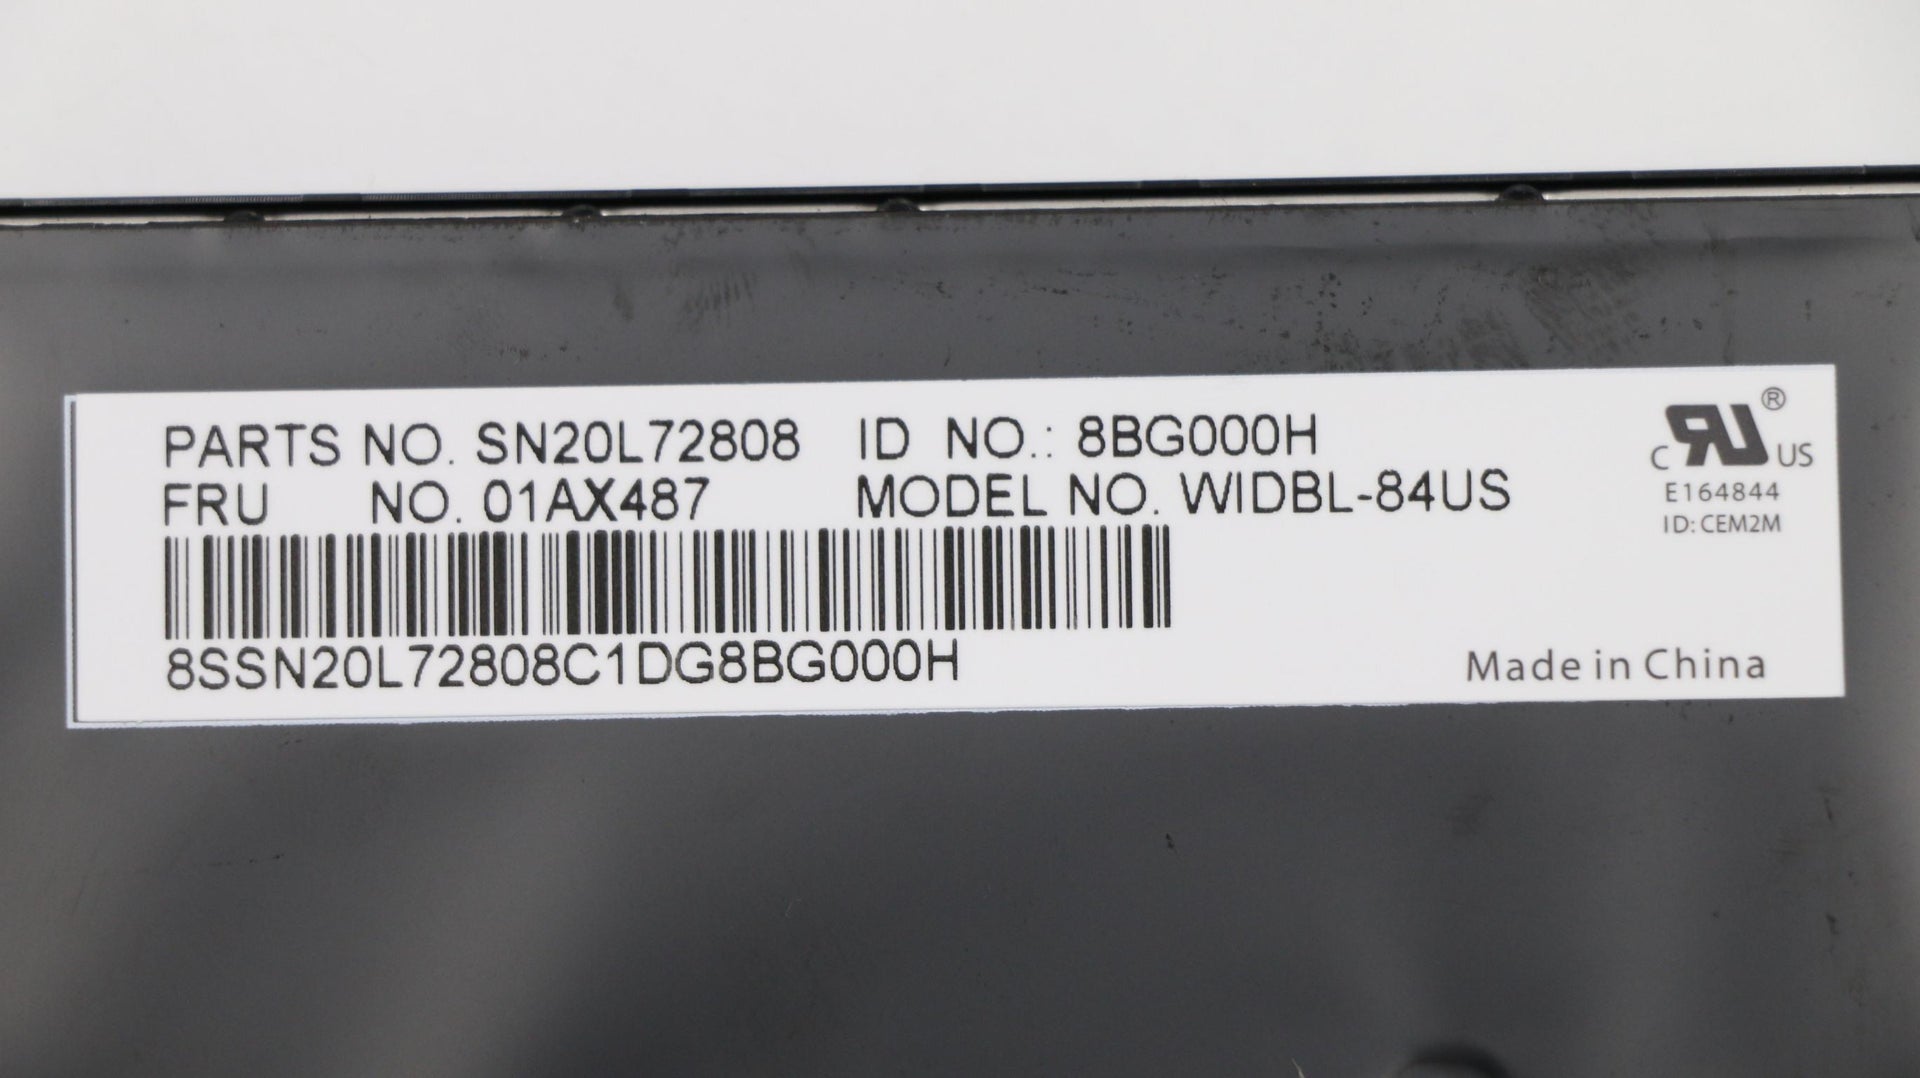 PARTS NO. SN20L72808 ID NO.: 8BG000H
FRU NO. 01AX487 MODEL NO. WIDBL-84US
8SSN20L72808C1DG8BG000H
c RU ® US
E164844
ID: CEM2M
Made in China